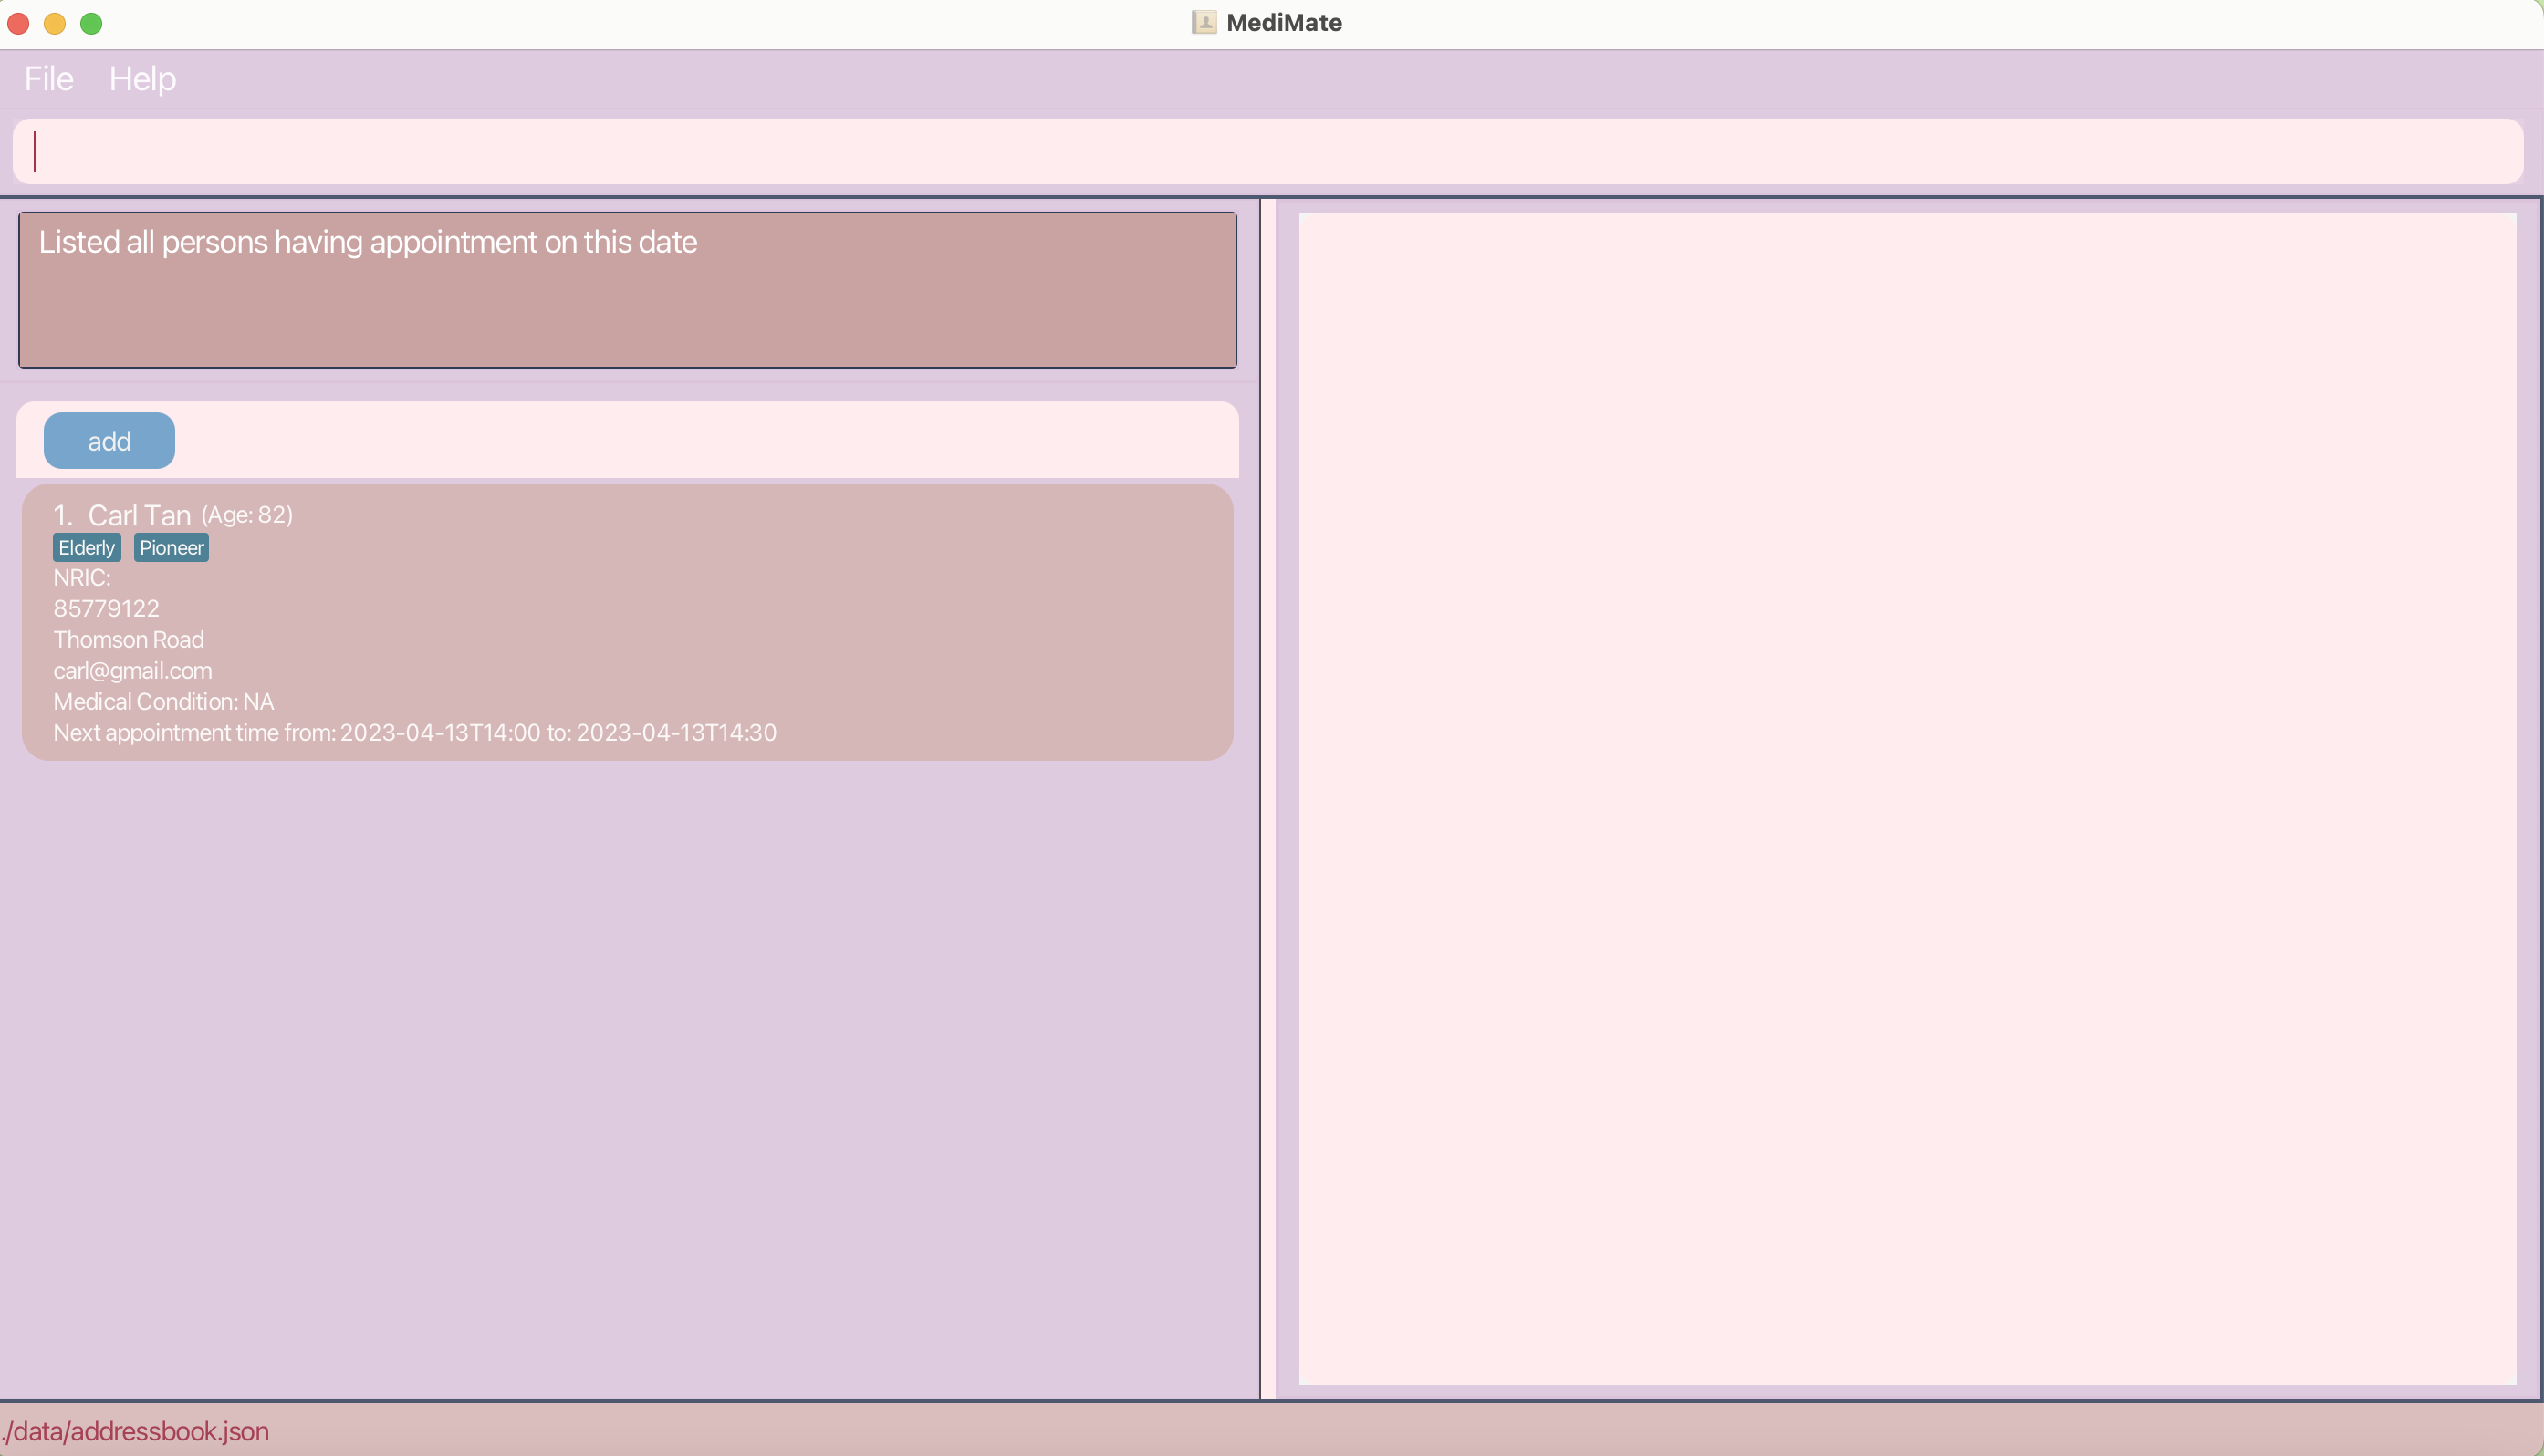 MediMate
File Help
Listed all persons having appointment on this date
add
1. Carl Tan (Age: 82)
Elderly Pioneer
NRIC:
85779122
Thomson Road
carl@gmail.com
Medical Condition: NA
Next appointment time from: 2023-04-13T14:00 to: 2023-04-13T14:30
./data/addressbook.json